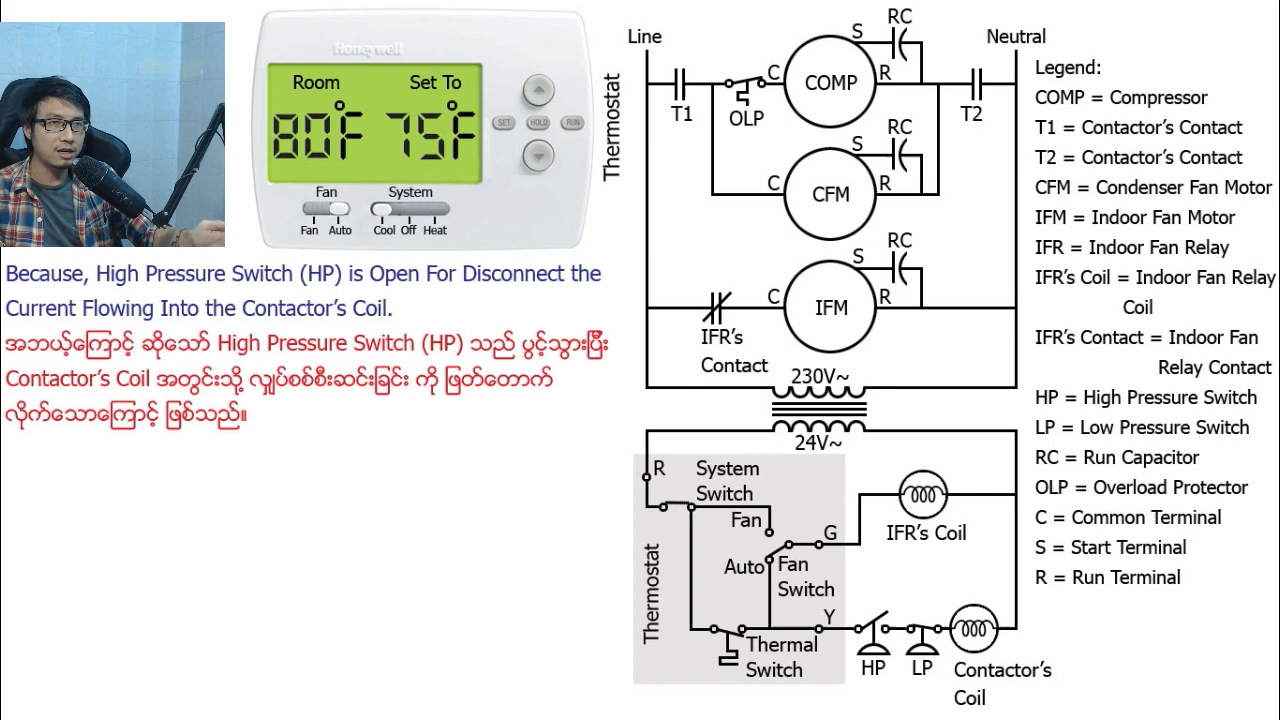 Honeywell
Room
Set To
80°F
75°F
SET
HOLD
RUN
Fan
System
Fan Auto
Cool Off Heat
Because, High Pressure Switch (HP) is Open For Disconnect the
Current Flowing Into the Contactor's Coil.
အဘယ့်ကြောင့် ဆိုသော် High Pressure Switch (HP) သည် ပွင့်သွားပြီး
Contactor's Coil အတွင်းသို့ လျှပ်စစ်စီးဆင်းခြင်း ကို ဖြတ်တောက်
လိုက်သောကြောင့် ဖြစ်သည်။
Thermostat
Line
Neutral
RC
S
C
COMP
R
T1
OLP
T2
RC
S
C
CFM
R
RC
S
C
IFM
R
IFR's
Contact
230V~
24V~
R
System
Switch
Fan
G
Auto
Fan
Switch
IFR's Coil
Thermostat
Y
Thermal
Switch
HP
LP
Contactor's
Coil
Legend:
COMP = Compressor
T1 = Contactor's Contact
T2 = Contactor's Contact
CFM = Condenser Fan Motor
IFM = Indoor Fan Motor
IFR = Indoor Fan Relay
IFR's Coil = Indoor Fan Relay
Coil
IFR's Contact = Indoor Fan
Relay Contact
HP = High Pressure Switch
LP = Low Pressure Switch
RC = Run Capacitor
OLP = Overload Protector
C = Common Terminal
S = Start Terminal
R = Run Terminal